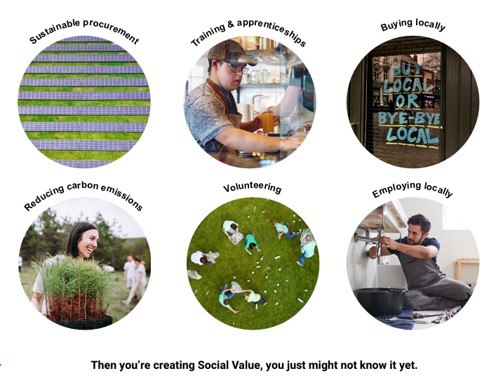 Sustainable procurement
Training & apprenticeships
Buying locally
BUY
LOCAL
OR
BYE-BYE
LOCAL
Reducing carbon emissions
Volunteering
Employing locally
Then you're creating Social Value, you just might not know it yet.